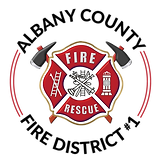 ALBANY COUNTY
FIRE
RESCUE
FIRE DISTRICT #1